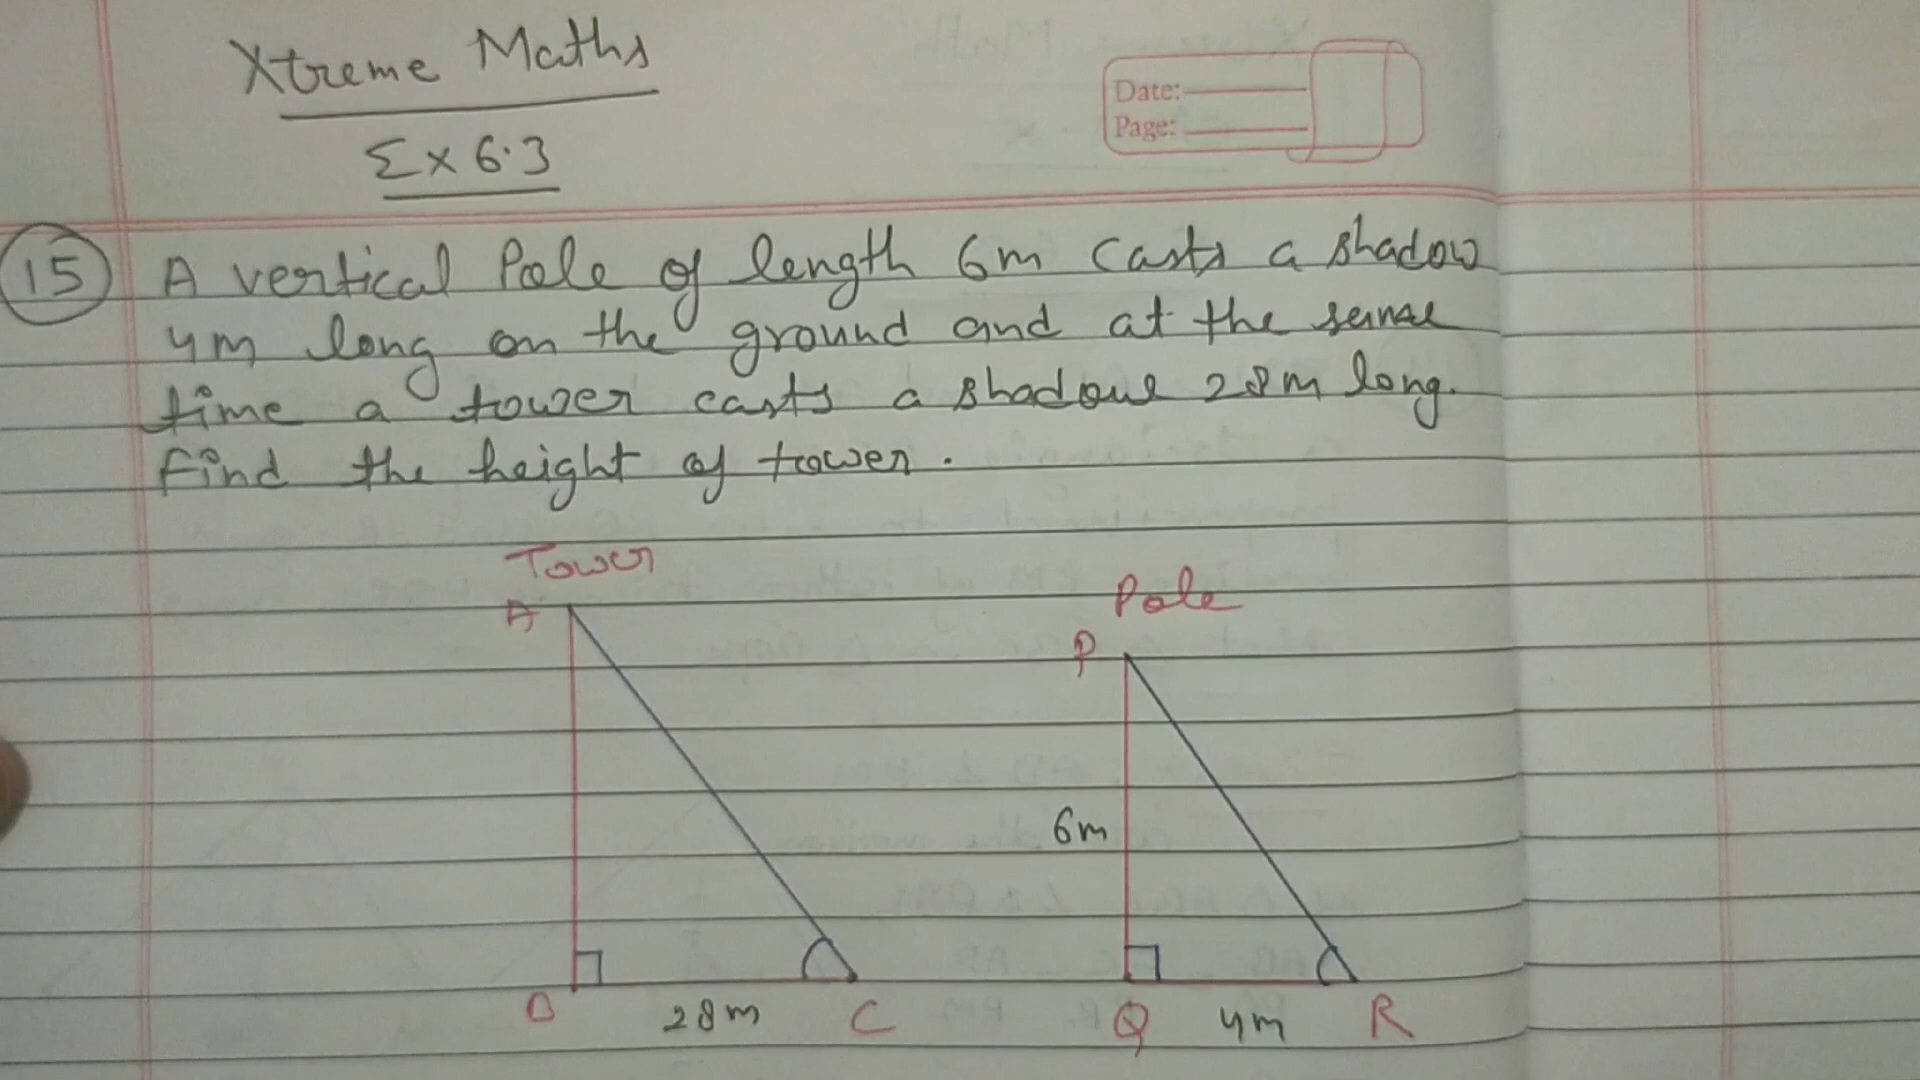 Xtreme Maths
Ex 6.3
Date:
Page:
15 A vertical Pole of length 6m casts a shadow
4m long on the ground and at the same
time a tower casts a shadow 28m long.
Find the height of tower.
Tower
Pole
A
P
6m
B 28m C Q 4m R